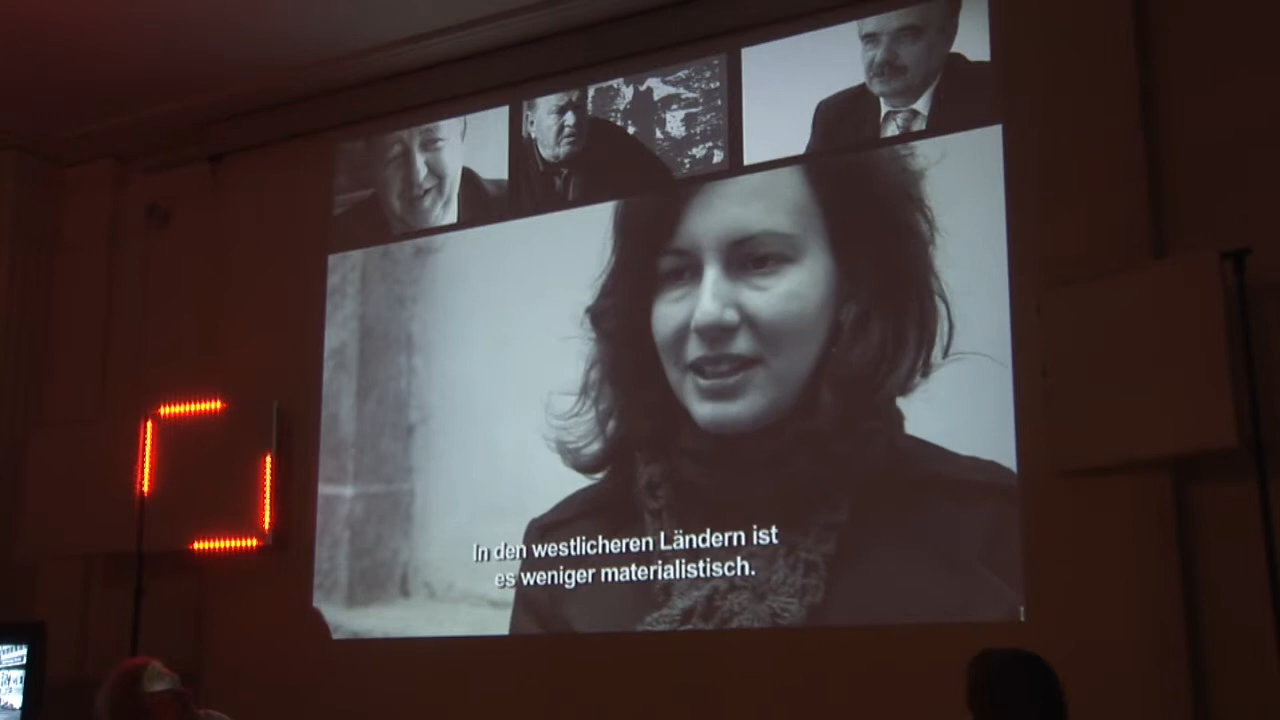 In den westlicheren Ländern ist
es weniger materialistisch.